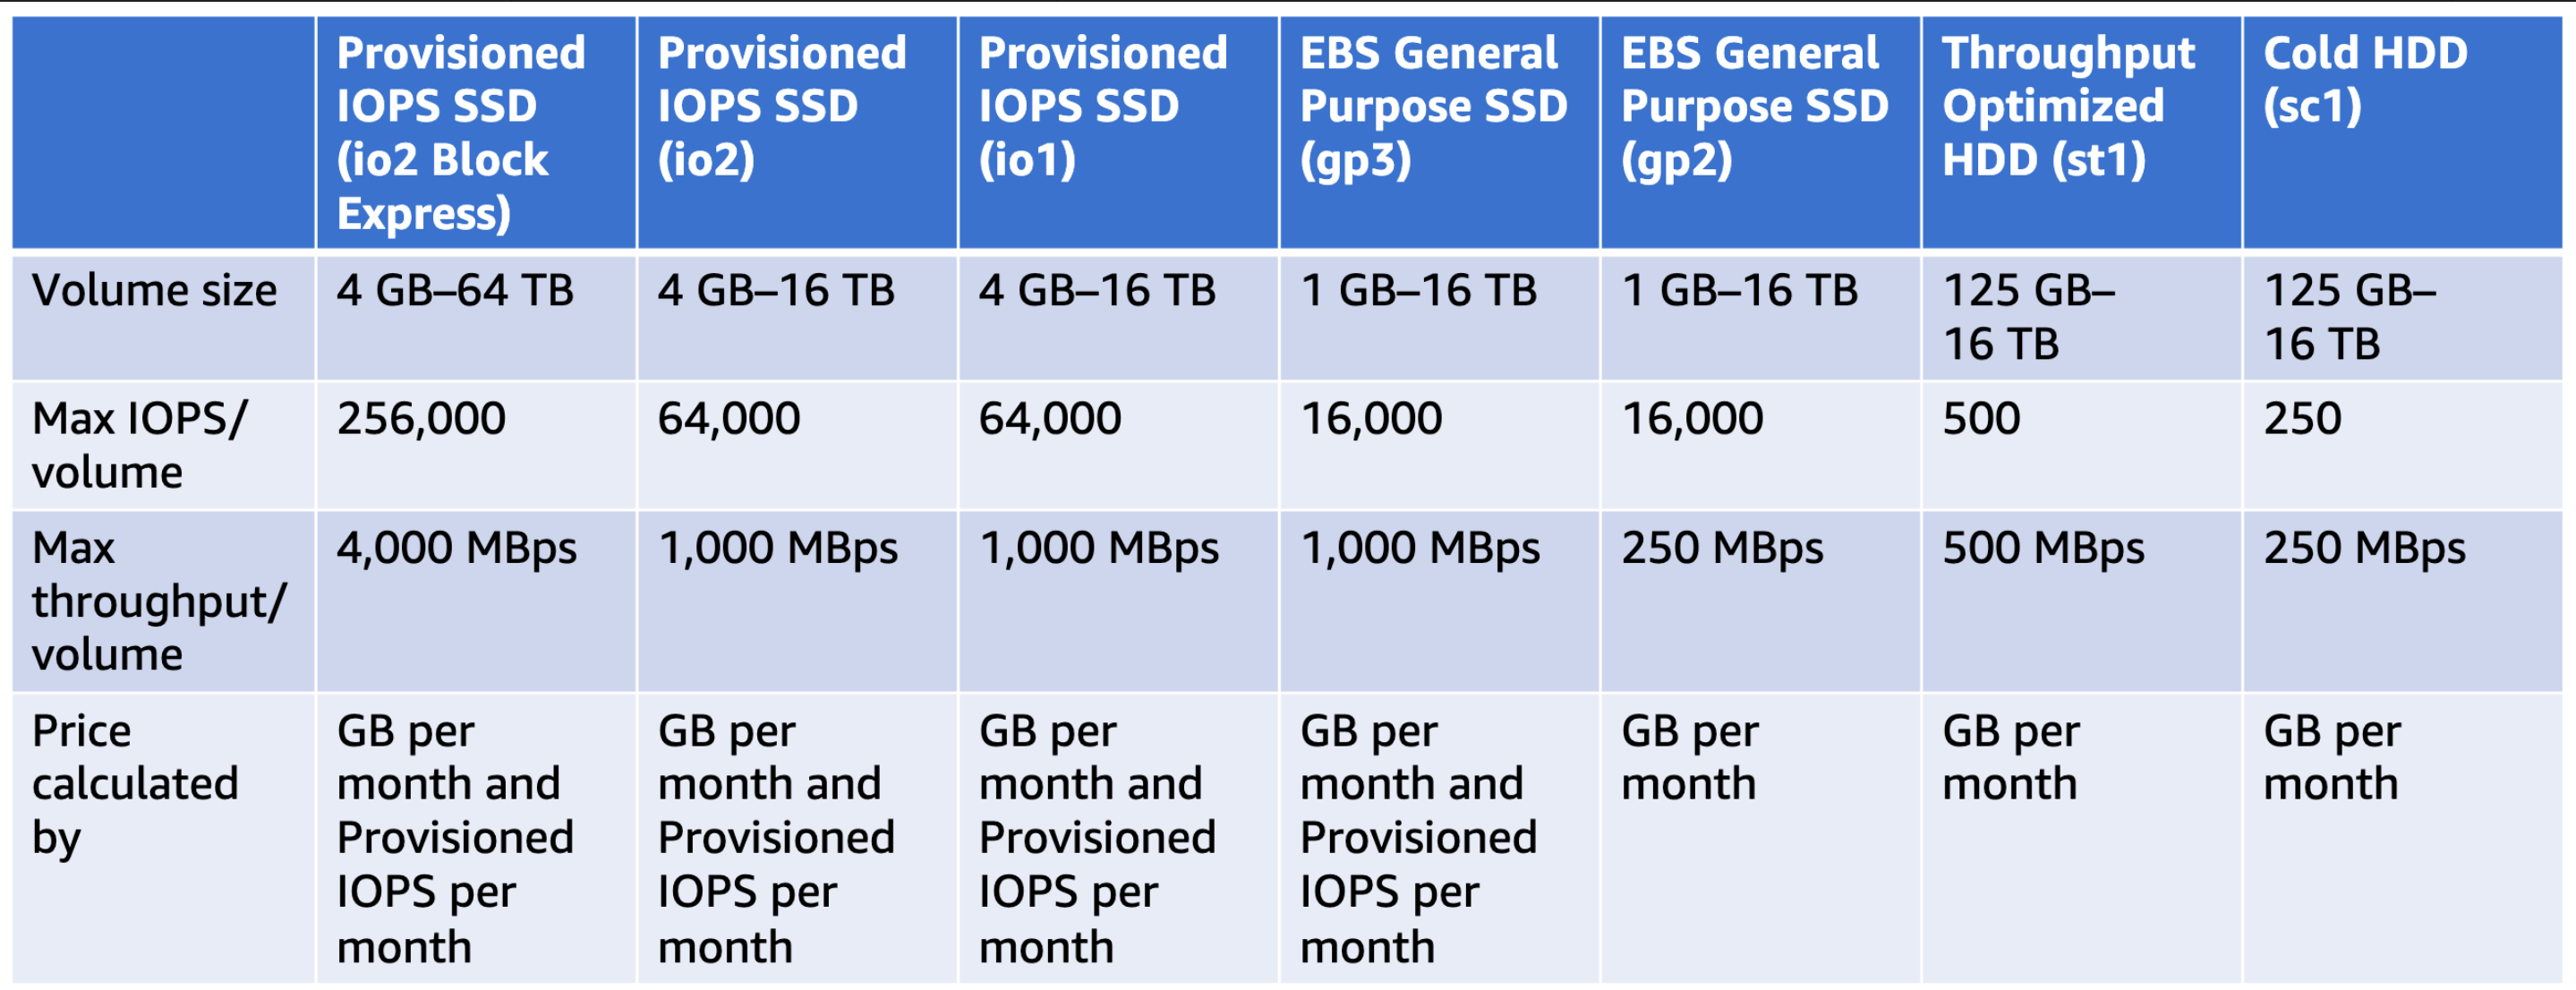 Provisioned
IOPS SSD
(io2 Block
Express)
Provisioned
IOPS SSD
(io2)
Provisioned
IOPS SSD
(io1)
EBS General
Purpose SSD
(gp3)
EBS General
Purpose SSD
(gp2)
Throughput
Optimized
HDD (st1)
Cold HDD
(sc1)
Volume size
4 GB–64 TB
4 GB–16 TB
4 GB–16 TB
1 GB–16 TB
1 GB–16 TB
125 GB–
16 TB
125 GB–
16 TB
Max IOPS/
volume
256,000
64,000
64,000
16,000
16,000
500
250
Max
throughput/
volume
4,000 MBps
1,000 MBps
1,000 MBps
1,000 MBps
250 MBps
500 MBps
250 MBps
Price
calculated
by
GB per
month and
Provisioned
IOPS per
month
GB per
month and
Provisioned
IOPS per
month
GB per
month and
Provisioned
IOPS per
month
GB per
month and
Provisioned
IOPS per
month
GB per
month
GB per
month
GB per
month